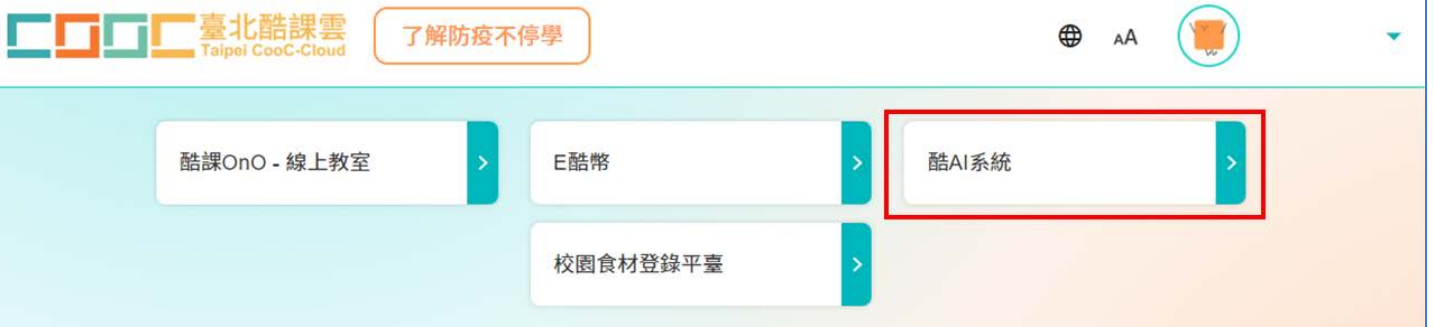 COOC
臺北酷課雲
Taipei CooC-Cloud
了解防疫不停學
AA
酷課OnO - 線上教室
E酷幣
酷AI系統
校園食材登錄平臺